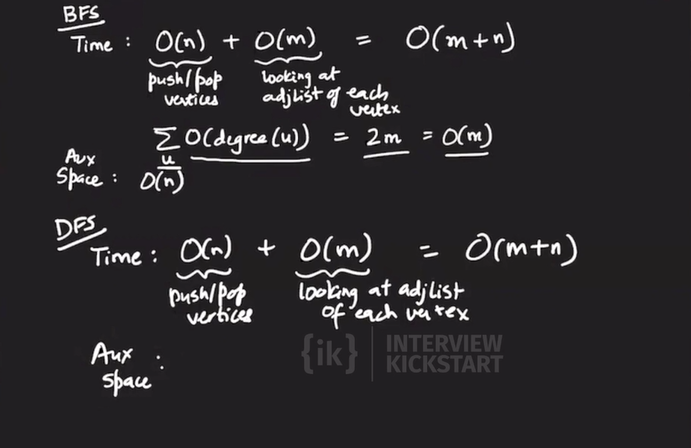 BFS
Time : O(n) + O(m) = O(m+n)
push/pop vertices
looking at adjlist of each vertex
∑ O(degree(u)) = 2m = O(m)
u
Aux Space : O(n)
DFS
Time : O(n) + O(m) = O(m+n)
push/pop vertices
looking at adjlist of each vertex
Aux Space :
{ik} INTERVIEW KICKSTART